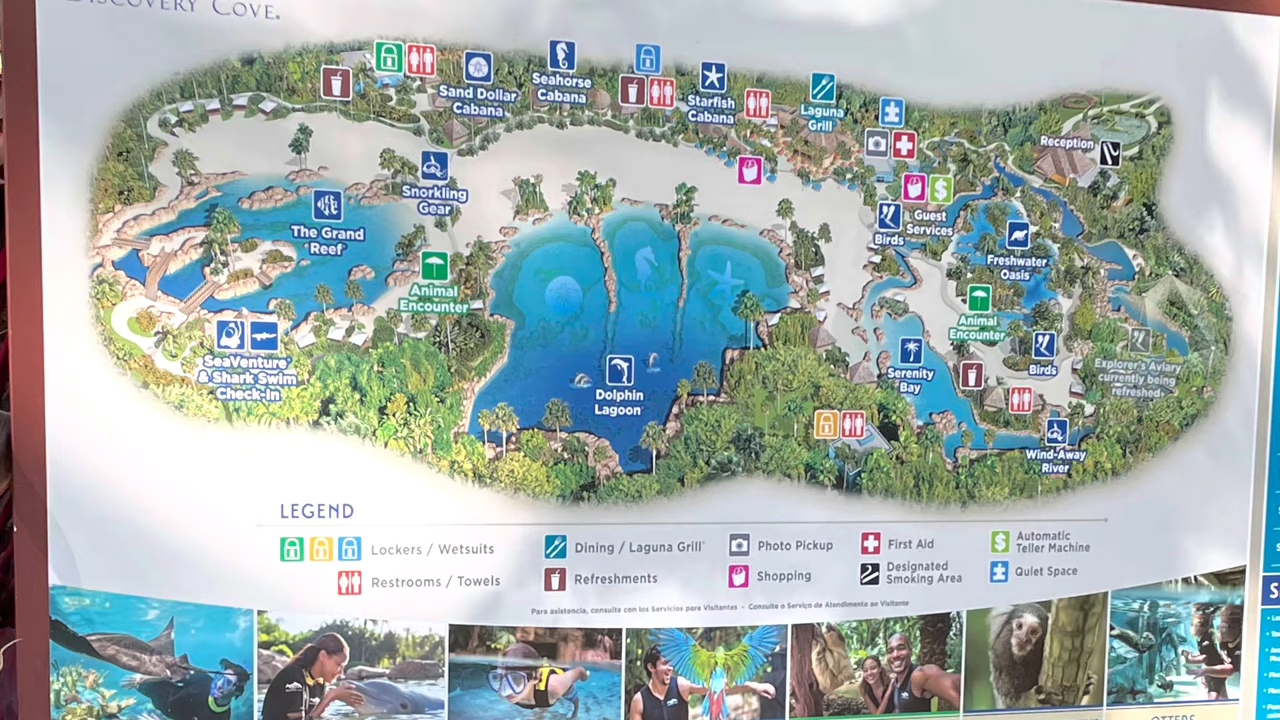 DISCOVERY COVE.
Sand Dollar
Cabana
Seahorse
Cabana
Starfish
Cabana
Laguna
Grill
Reception
Snorkling
Gear
The Grand
Reef
Guest
Services
Birds
Freshwater
Oasis
Animal
Encounter
Animal
Encounter
SeaVenture
& Shark Swim
Check-In
Dolphin
Lagoon
Serenity
Bay
Birds
Explorer's Aviary
currently being
refreshed
Wind-Away
River
LEGEND
Lockers / Wetsuits
Restrooms / Towels
Dining / Laguna Grill
Refreshments
Photo Pickup
Shopping
First Aid
Designated
Smoking Area
Automatic
Teller Machine
Quiet Space
Para asistencia, consulte con los Servicios para Visitantes - Consulte o Serviço de Atendimento ao Visitante
OTTERS